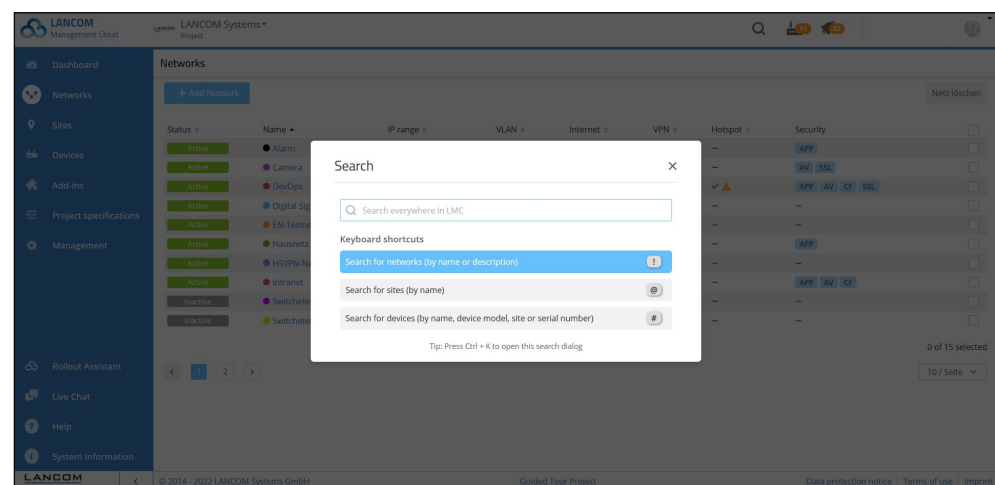 LANCOM
Management Cloud
LANCOM Systems
Project
11
12
Dashboard
Networks
Sites
Devices
Add-ins
Project specifications
Management
Rollout Assistant
Live Chat
Help
System Information
LANCOM
Networks
+ Add Network
Netz löschen
Status Name IP range VLAN Internet VPN Hotspot Security
Active Alarm – APP
Active Camera – AV SSL
Active DevOps APP AV CF SSL
Active Digital Sig – –
Active EN-Testne – –
Active Hausnetz – APP
Active HSVPN-N – –
Active Intranet – APP AV CF
Inactive Switchete – –
Inactive Switchete – –
Search
Search everywhere in LMC
Keyboard shortcuts
Search for networks (by name or description) !
Search for sites (by name) @
Search for devices (by name, device model, site or serial number) #
Tip: Press Ctrl + K to open this search dialog
0 of 15 selected
< 1 2 >
10 / Seite
© 2014 - 2022 LANCOM Systems GmbH Guided Tour Project Data protection notice Terms of use Imprint